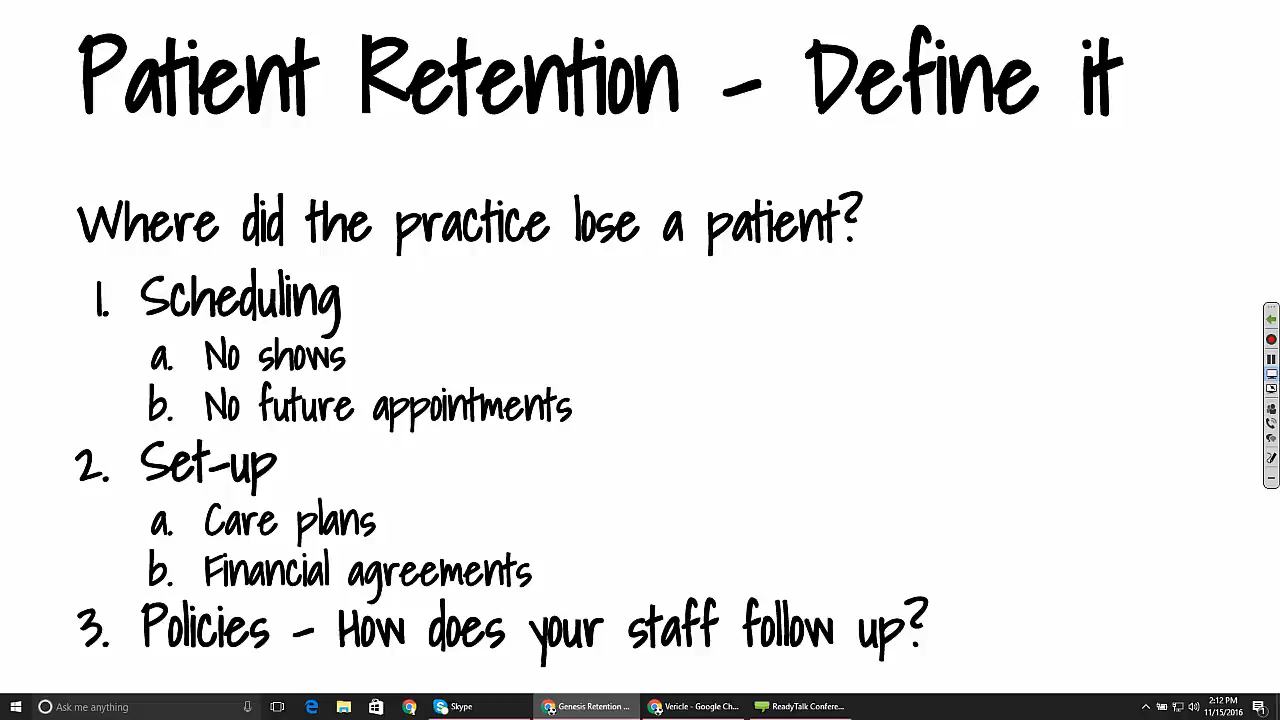 Patient Retention - Define it
Where did the practice lose a patient?
1. Scheduling
a. No shows
b. No future appointments
2. Set-up
a. Care plans
b. Financial agreements
3. Policies - How does your staff follow up?
Ask me anything
Skype
Genesis Retention ...
Vericle - Google Ch...
ReadyTalk Confere...
2:12 PM
11/15/2016